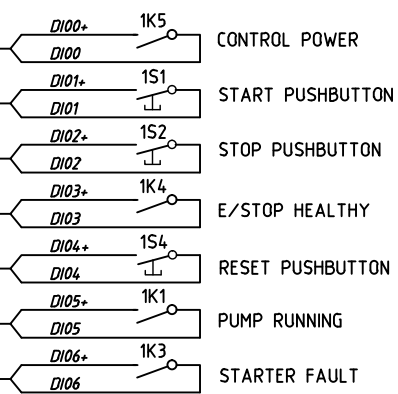 DI00+ 1K5
DI00 CONTROL POWER
DI01+ 1S1
DI01 START PUSHBUTTON
DI02+ 1S2
DI02 STOP PUSHBUTTON
DI03+ 1K4
DI03 E/STOP HEALTHY
DI04+ 1S4
DI04 RESET PUSHBUTTON
DI05+ 1K1
DI05 PUMP RUNNING
DI06+ 1K3
DI06 STARTER FAULT